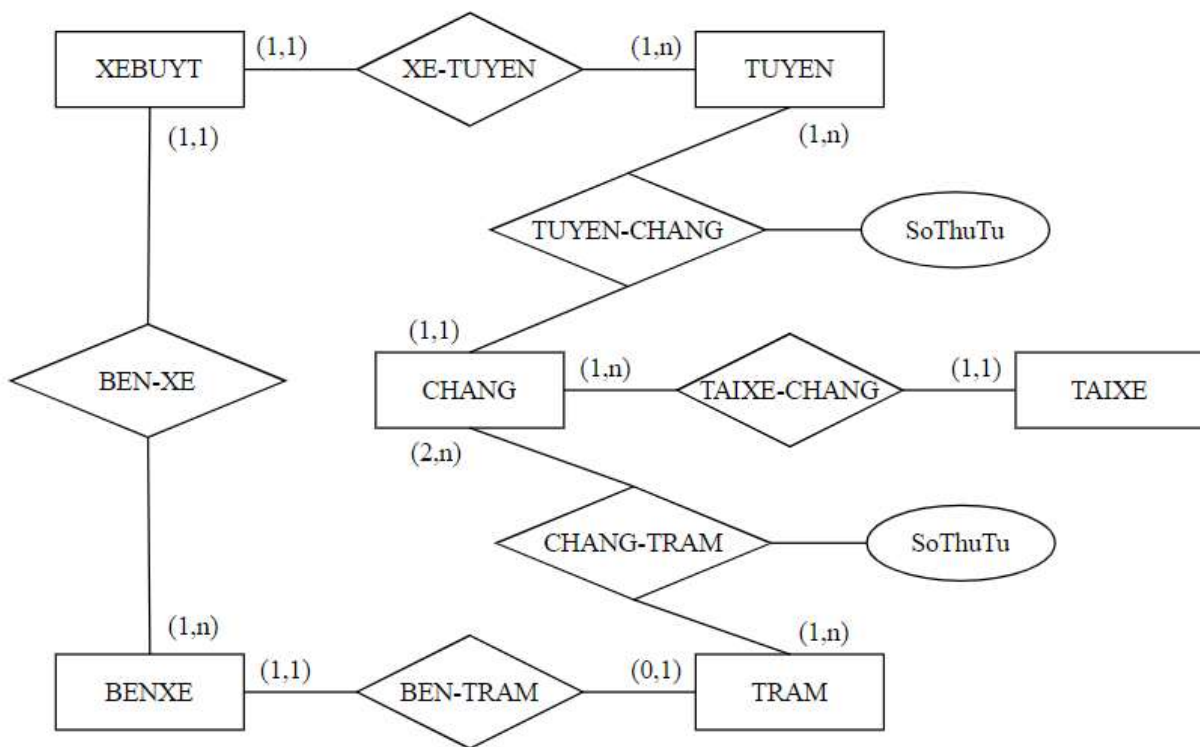 XEBUYT
(1,1)
XE-TUYEN
(1,n)
TUYEN
(1,1)
(1,n)
TUYEN-CHANG
SoThuTu
(1,1)
BEN-XE
CHANG
(1,n)
TAIXE-CHANG
(1,1)
TAIXE
(2,n)
CHANG-TRAM
SoThuTu
(1,n)
(1,n)
BENXE
(1,1)
BEN-TRAM
(0,1)
TRAM